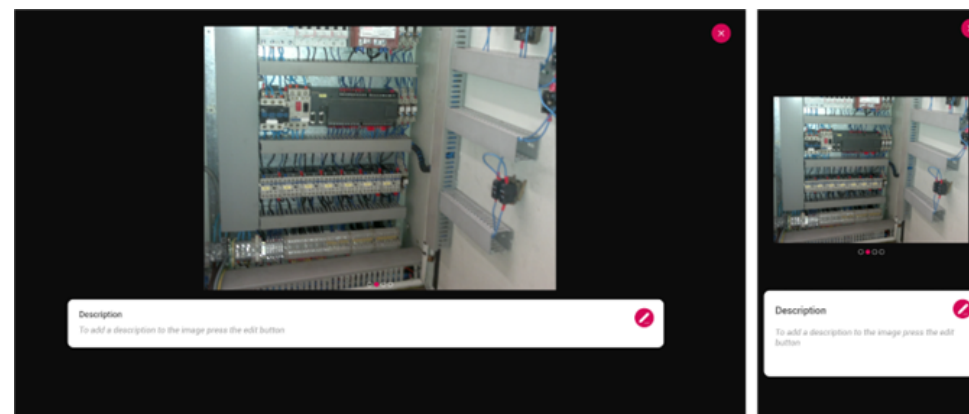 Description
To add a description to the image press the edit button
Description
To add a description to the image press the edit
button